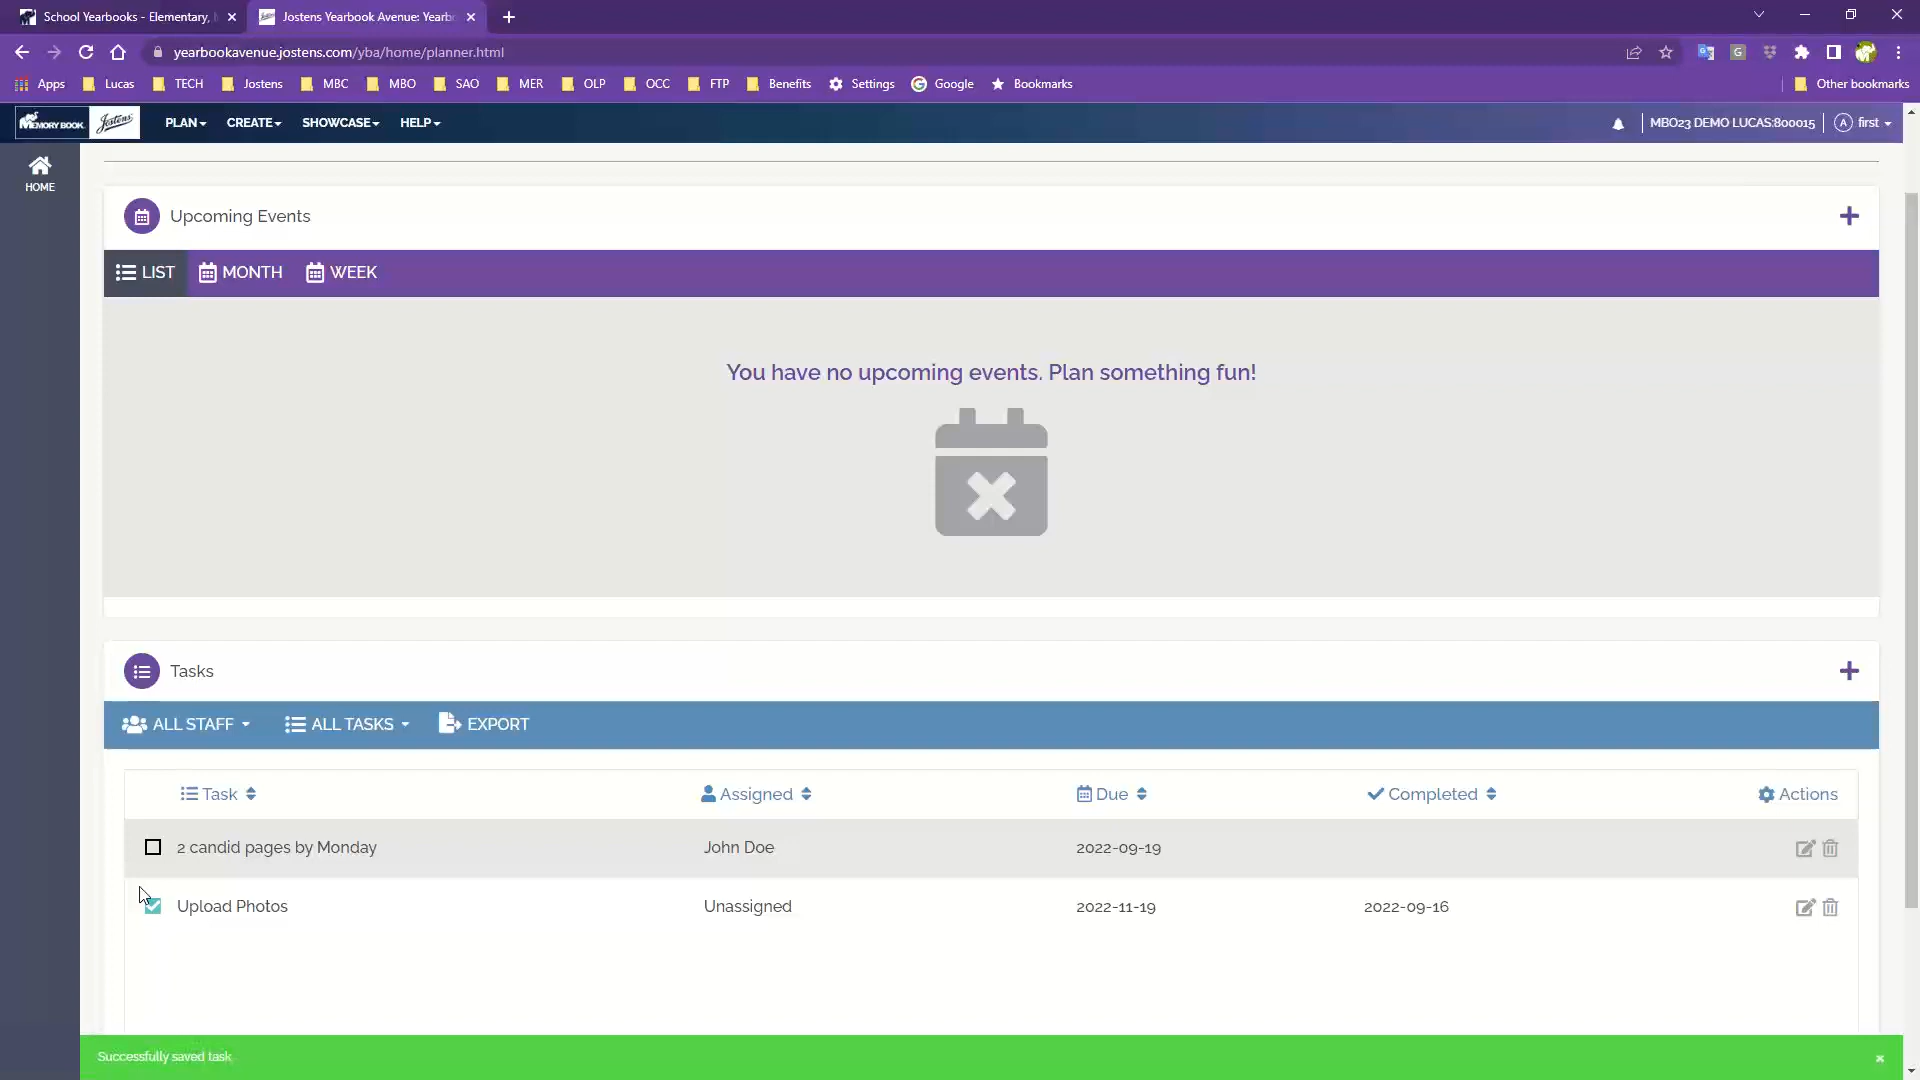 School Yearbooks - Elementary,
Jostens Yearbook Avenue: Yearb
yearbookavenue.jostens.com/yba/home/planner.html
Apps Lucas TECH Jostens MBC MBO SAO MER OLP OCC FTP Benefits Settings Google Bookmarks Other bookmarks
MEMORY BOOK. Jostens PLAN CREATE SHOWCASE HELP MBO23 DEMO LUCAS:800015 A first
HOME
Upcoming Events
LIST MONTH WEEK
You have no upcoming events. Plan something fun!
Tasks
ALL STAFF ALL TASKS EXPORT
Task Assigned Due Completed Actions
2 candid pages by Monday John Doe 2022-09-19
Upload Photos Unassigned 2022-11-19 2022-09-16
Successfully saved task